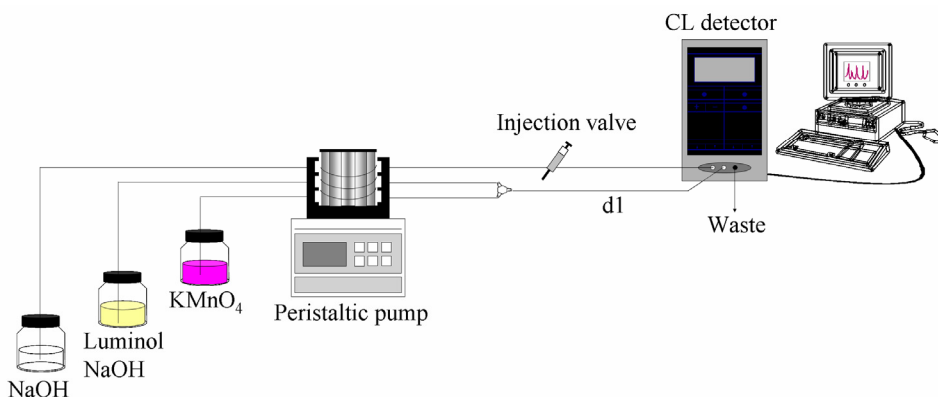 CL detector
Injection valve
d1
Waste
KMnO₄
Peristaltic pump
Luminol
NaOH
NaOH